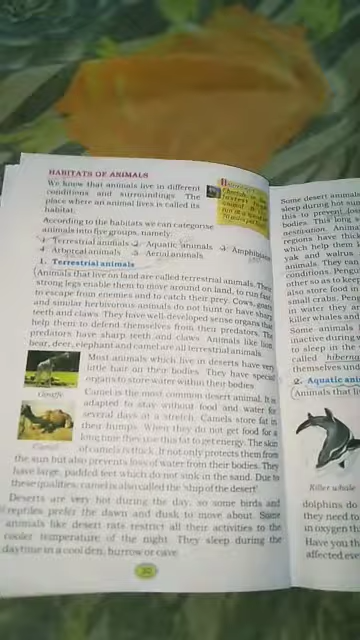 HABITATS OF ANIMALS
We know that animals live in different
conditions and surroundings. The
place where an animal lives is called its
habitat.
According to the habitats we can categorise
animals into five groups, namely:
1. Terrestrial animals 2. Aquatic animals 3. Amphibians
4. Arboreal animals 5. Aerial animals
1. Terrestrial animals
Animals that live on land are called terrestrial animals. Their
strong legs enable them to move around on land, to run fast,
to escape from enemies and to catch their prey. Cows, goats
and similar herbivorous animals do not hunt or have sharp
teeth and claws. They have well-developed sense organs that
help them to defend themselves from their predators. The
predators have sharp teeth and claws. Animals like lion,
bear, deer, elephant and camel are all terrestrial animals.
Most animals which live in deserts have very
little hair on their bodies. They have special
organs to store water within their bodies.
Giraffe
Camel is the most common desert animal. It is
adapted to stay without food and water for
several days at a stretch. Camels store fat in
their humps. When they do not get food for a
long time they use this fat to get energy. The skin
of camels is thick. It not only protects them from
Camel
the sun but also prevents loss of water from their bodies. They
have large, padded feet which do not sink in the sand. Due to
these qualities, camel is also called the 'ship of the desert'.
Deserts are very hot during the day, so some birds and
reptiles prefer the dawn and dusk to move about. Some
animals like desert rats restrict all their activities to the
cooler temperature of the night. They sleep during the
daytime in a cool den, burrow or cave.
Some desert animals
sleep during hot sum
this to prevent
bodies. This long s
aestivation. Animals
regions have thick
which help them
yak and walrus
animals. They can
conditions. Peng
other so as to keep
also store food in
small crabs. Pen
in water they ar
killer whales and
Some animals
inactive during w
to sleep in the
called hiberna
themselves und
2. Aquatic ani
Animals that liv
Killer whale
dolphins do
they need to
in oxygen th
Have you th
affected eve